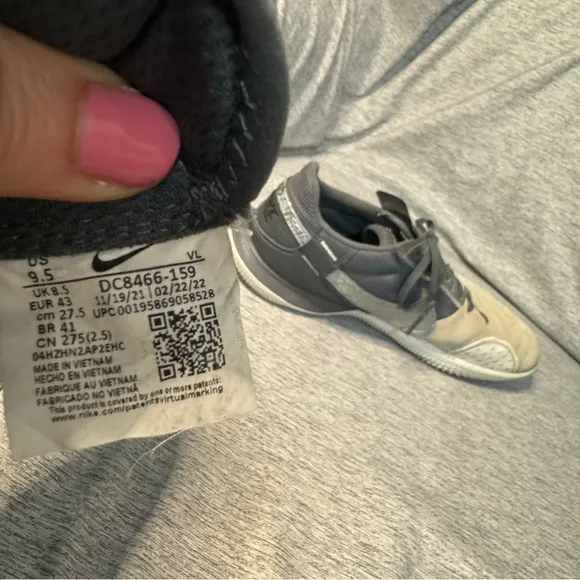 US
9.5 VL
UK 8.5 DC8466-159
EUR 43 11/19/21 02/22/22
cm 27.5 UPC 00195869058528
BR 41
CN 275(2.5)
04HZHN2AP2EHC
MADE IN VIETNAM
HECHO EN VIETNAM
FABRIQUE AU VIETNAM
FABRICADO NO VIETNÃ
This product is covered by one or more patents:
www.nike.com/patentsvirtualmarking